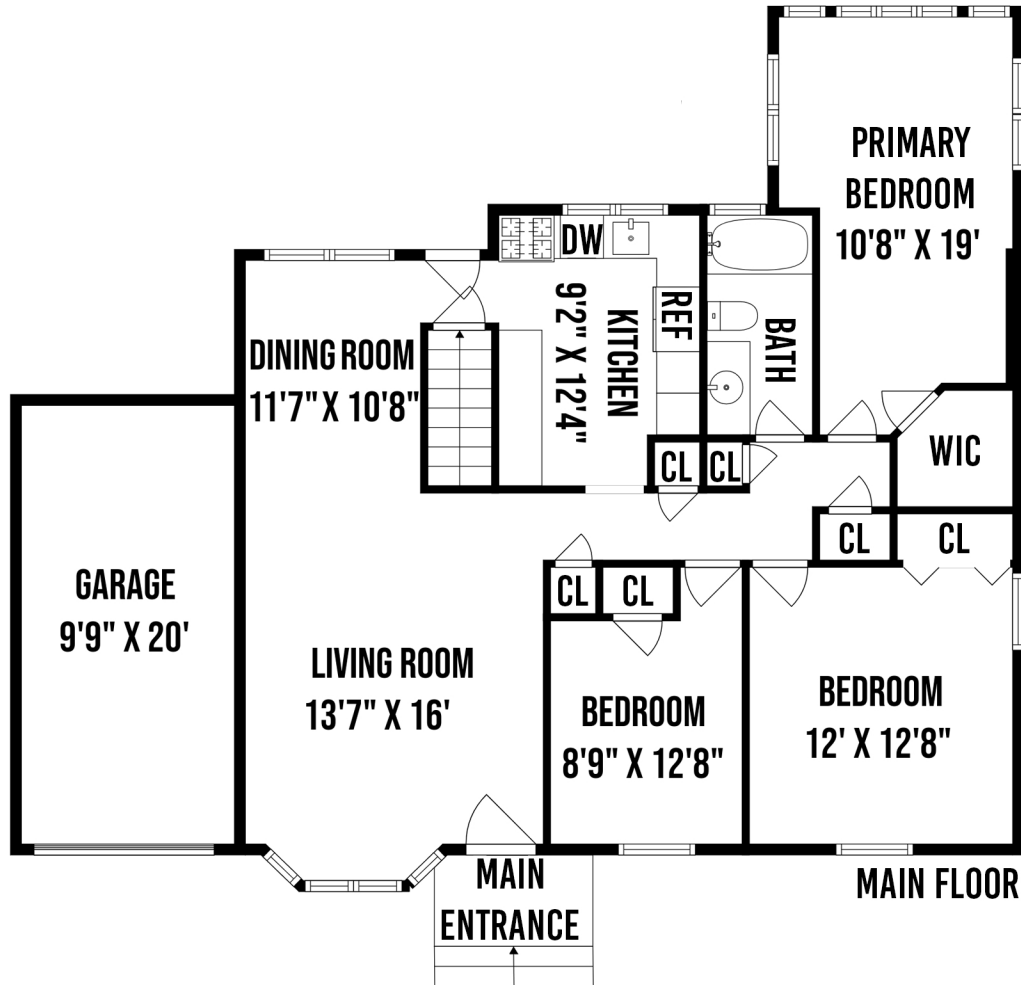 PRIMARY
BEDROOM
10'8" X 19'
DW
REF
KITCHEN
9'2" X 12'4"
BATH
DINING ROOM
11'7" X 10'8"
WIC
CL
CL
CL
CL
CL
CL
GARAGE
9'9" X 20'
LIVING ROOM
13'7" X 16'
BEDROOM
8'9" X 12'8"
BEDROOM
12' X 12'8"
MAIN
ENTRANCE
MAIN FLOOR